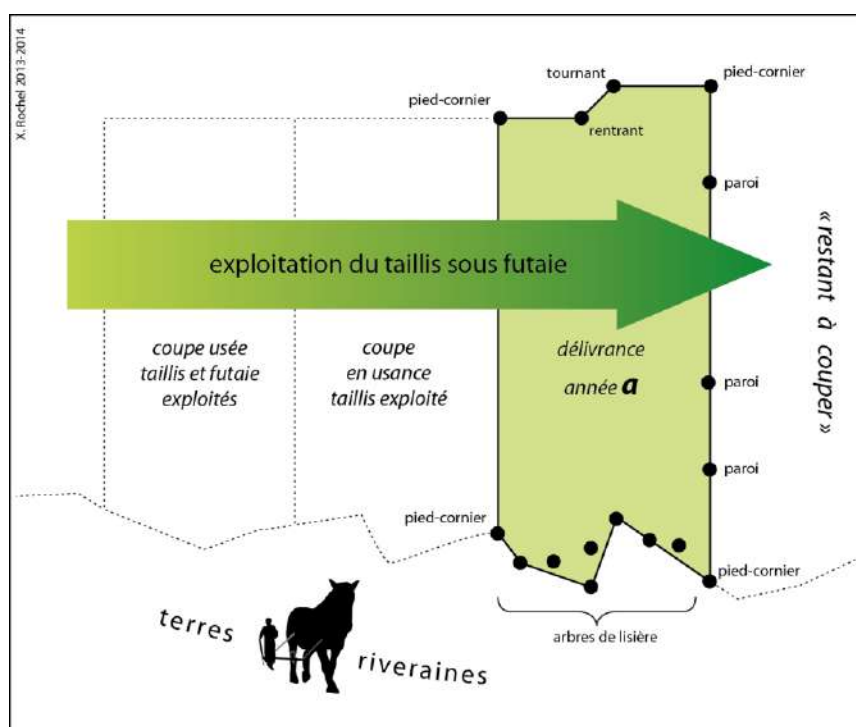 X. Rochel 2013-2014
tournant
pied-cornier
pied-cornier
rentrant
paroi
exploitation du taillis sous futaie
« restant à couper »
coupe usée
taillis et futaie
exploités
coupe
en usance
taillis exploité
délivrance
année a
paroi
paroi
pied-cornier
pied-cornier
arbres de lisière
terres
riveraines